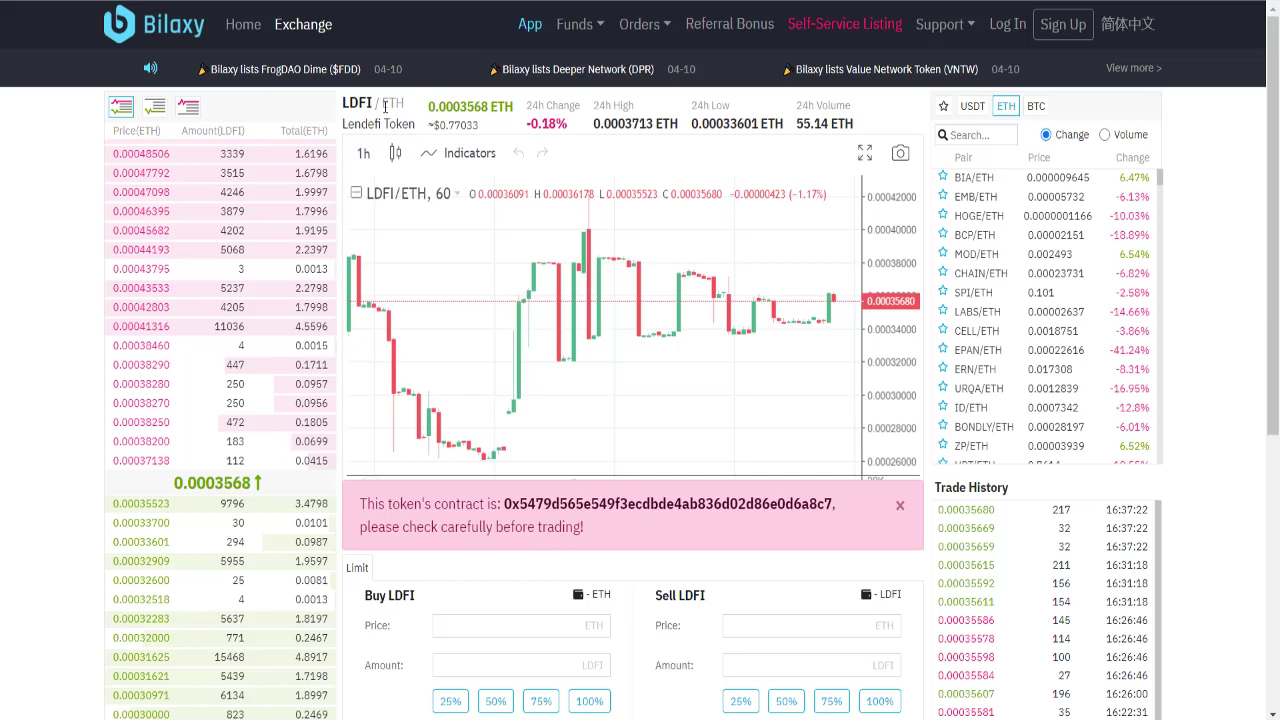 Bilaxy Home Exchange App Funds Orders Referral Bonus Self-Service Listing Support Log In Sign Up 简体中文
Bilaxy lists FrogDAO Dime ($FDD) 04-10 Bilaxy lists Deeper Network (DPR) 04-10 Bilaxy lists Value Network Token (VNTW) 04-10 View more >
LDFI / ETH
Lendefi Token
0.0003568 ETH
~$0.77033
24h Change
-0.18%
24h High
0.0003713 ETH
24h Low
0.00033601 ETH
24h Volume
55.14 ETH
Price(ETH) Amount(LDFI) Total(ETH)
0.00048506 3339 1.6196
0.00047792 3515 1.6798
0.00047098 4246 1.9997
0.00046395 3879 1.7996
0.00045682 4202 1.9195
0.00044193 5068 2.2397
0.00043795 3 0.0013
0.00043533 5237 2.2798
0.00042803 4205 1.7998
0.00041316 11036 4.5596
0.00038460 4 0.0015
0.00038290 447 0.1711
0.00038280 250 0.0957
0.00038270 250 0.0956
0.00038250 472 0.1805
0.00038200 183 0.0699
0.00037138 112 0.0415
0.0003568
0.00035523 9796 3.4798
0.00033700 30 0.0101
0.00033601 294 0.0987
0.00032909 5955 1.9597
0.00032600 25 0.0081
0.00032518 4 0.0013
0.00032283 5637 1.8197
0.00032000 771 0.2467
0.00031625 15468 4.8917
0.00031621 5439 1.7198
0.00030971 6134 1.8997
0.00030000 823 0.2469
1h Indicators
LDFI/ETH, 60 O 0.00036091 H 0.00036178 L 0.00035523 C 0.00035680 -0.00000423 (-1.17%)
0.00042000
0.00040000
0.00038000
0.00035680
0.00034000
0.00032000
0.00030000
0.00028000
0.00026000
This token's contract is: 0x5479d565e549f3ecdbde4ab836d02d86e0d6a8c7,
please check carefully before trading!
Limit
Buy LDFI - ETH
Price: ETH
Amount: LDFI
25% 50% 75% 100%
Sell LDFI - LDFI
Price: ETH
Amount: LDFI
25% 50% 75% 100%
USDT ETH BTC
Search... Change Volume
Pair Price Change
BIA/ETH 0.000009645 6.47%
EMB/ETH 0.00005732 -6.13%
HOGE/ETH 0.0000001166 -10.03%
BCP/ETH 0.00002151 -18.89%
MOD/ETH 0.002493 6.54%
CHAIN/ETH 0.00023731 -6.82%
SPI/ETH 0.101 -2.58%
LABS/ETH 0.00002637 -14.66%
CELL/ETH 0.0018751 -3.86%
EPAN/ETH 0.00022616 -41.24%
ERN/ETH 0.017308 -8.31%
URQA/ETH 0.0012839 -16.95%
ID/ETH 0.0007342 -12.8%
BONDLY/ETH 0.00028197 -6.01%
ZP/ETH 0.00003939 6.52%
Trade History
0.00035680 217 16:37:22
0.00035669 32 16:37:22
0.00035659 32 16:37:22
0.00035615 211 16:31:18
0.00035592 156 16:31:18
0.00035611 154 16:31:18
0.00035586 145 16:26:46
0.00035578 114 16:26:46
0.00035598 100 16:26:46
0.00035584 27 16:26:46
0.00035607 196 16:26:00
0.00035581 35 16:22:31